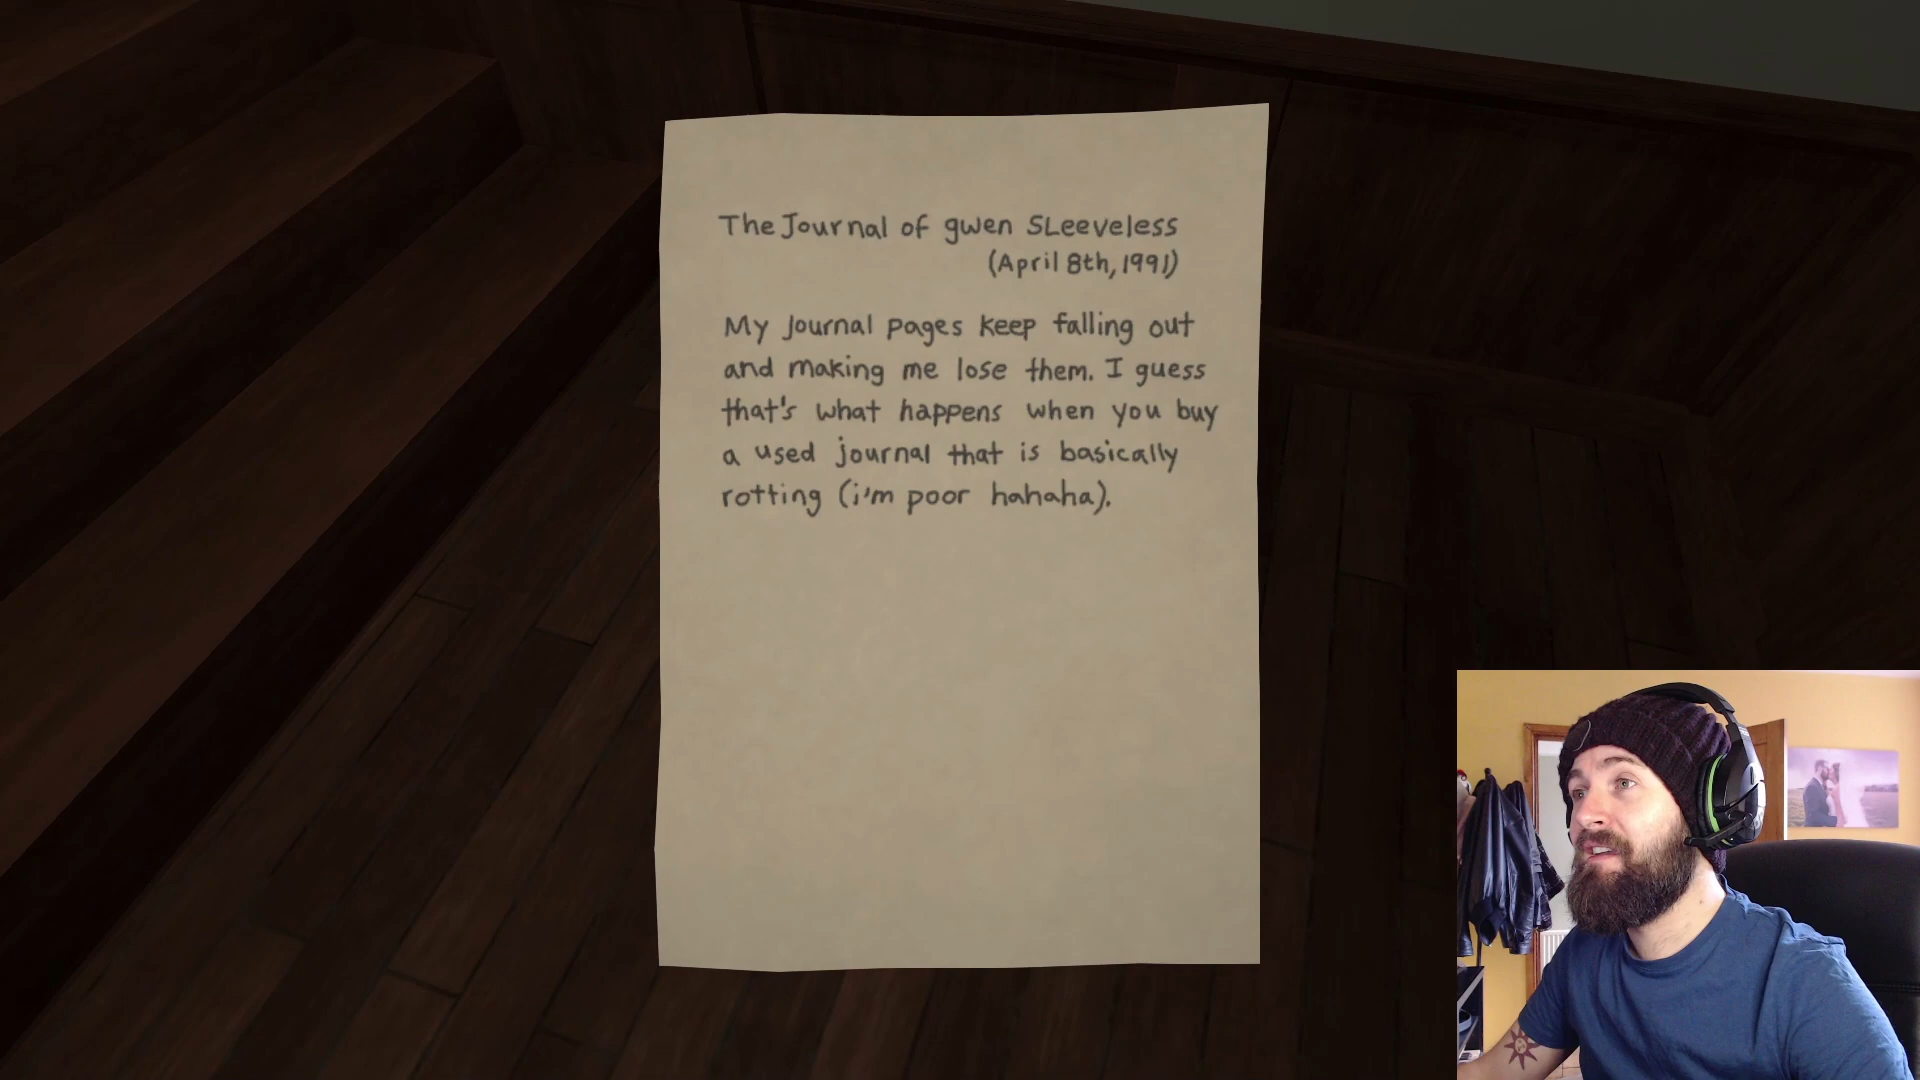 The Journal of gwen SLeeveless
(April 8th, 1991)
My Journal pages keep falling out
and making me lose them. I guess
that's what happens when you buy
a used journal that is basically
rotting (i'm poor hahaha).